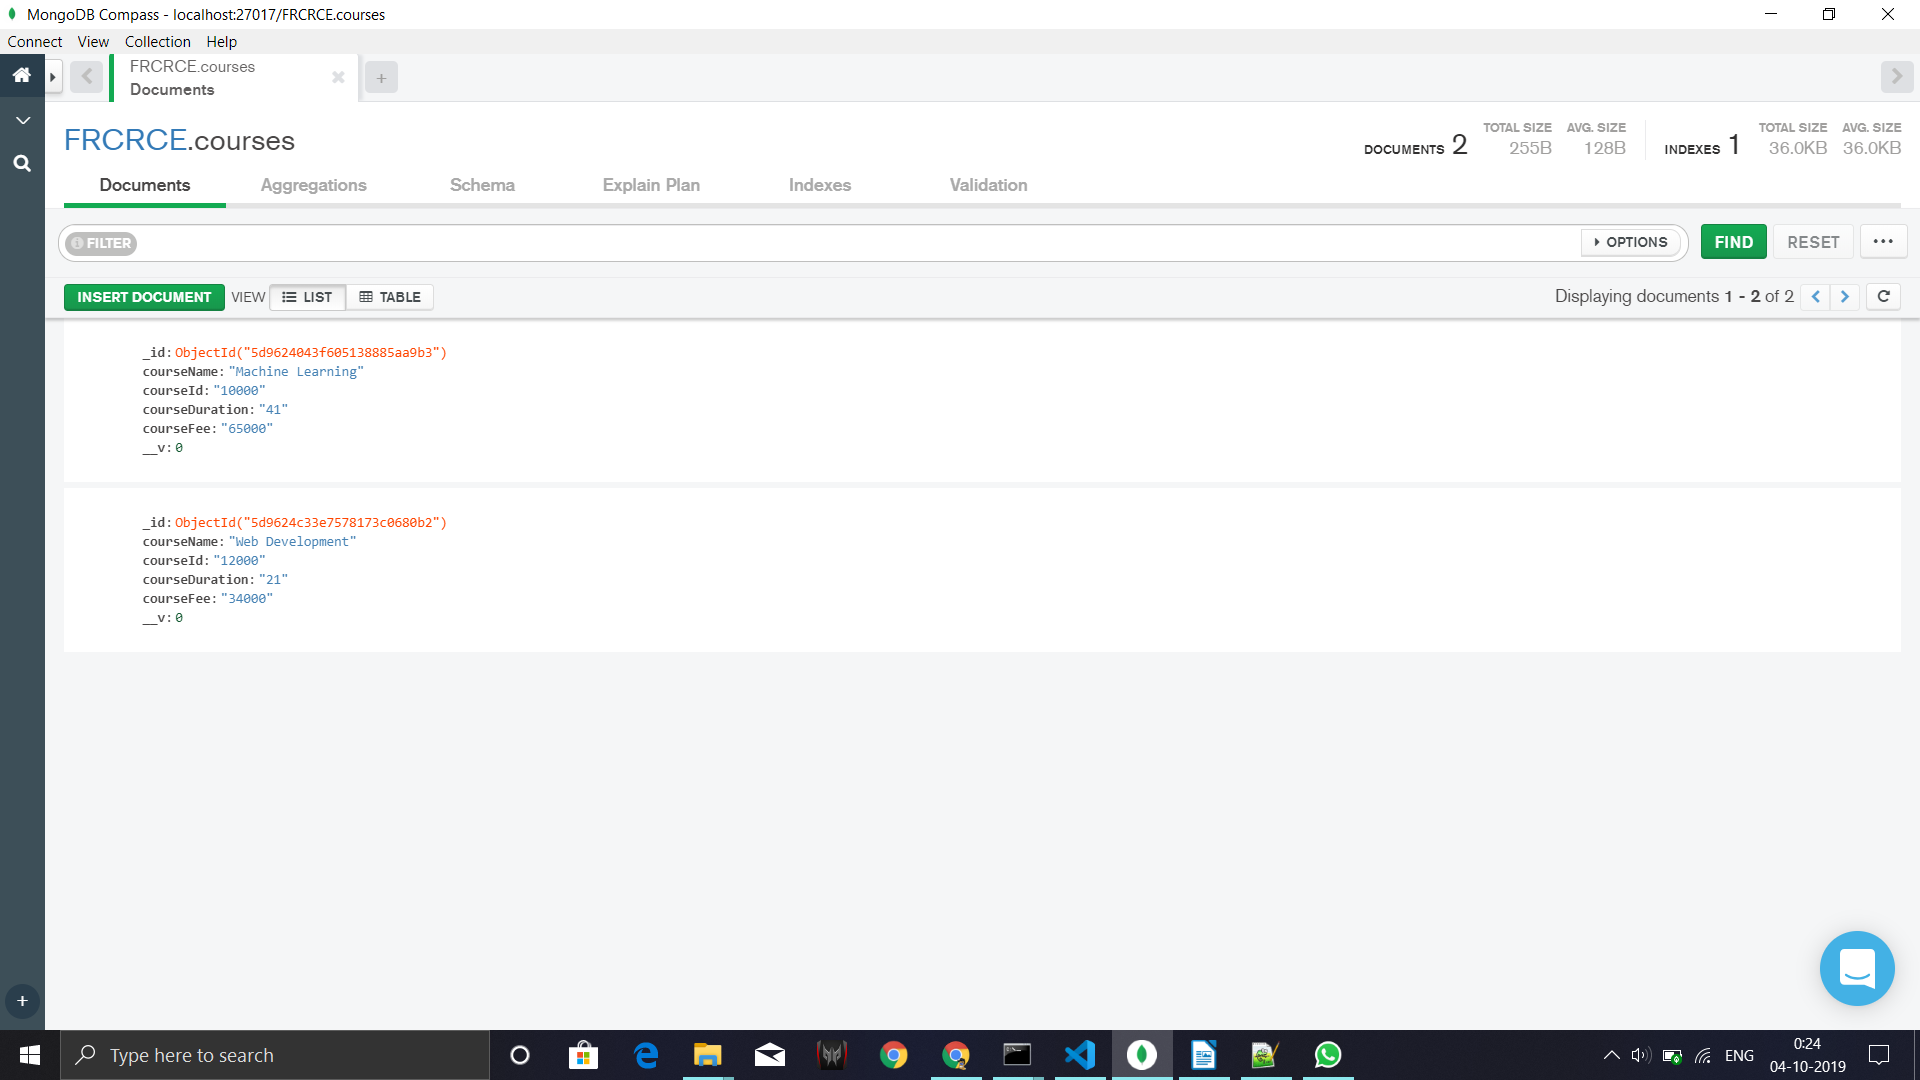 MongoDB Compass - localhost:27017/FRCRCE.courses
Connect View Collection Help
FRCRCE.courses
Documents
FRCRCE.courses
DOCUMENTS 2 TOTAL SIZE 255B AVG. SIZE 128B INDEXES 1 TOTAL SIZE 36.0KB AVG. SIZE 36.0KB
Documents Aggregations Schema Explain Plan Indexes Validation
FILTER OPTIONS FIND RESET ...
INSERT DOCUMENT VIEW LIST TABLE Displaying documents 1 - 2 of 2
_id: ObjectId("5d9624043f605138885aa9b3")
courseName: "Machine Learning"
courseId: "10000"
courseDuration: "41"
courseFee: "65000"
__v: 0
_id: ObjectId("5d9624c33e7578173c0680b2")
courseName: "Web Development"
courseId: "12000"
courseDuration: "21"
courseFee: "34000"
__v: 0
Type here to search
ENG
0:24
04-10-2019